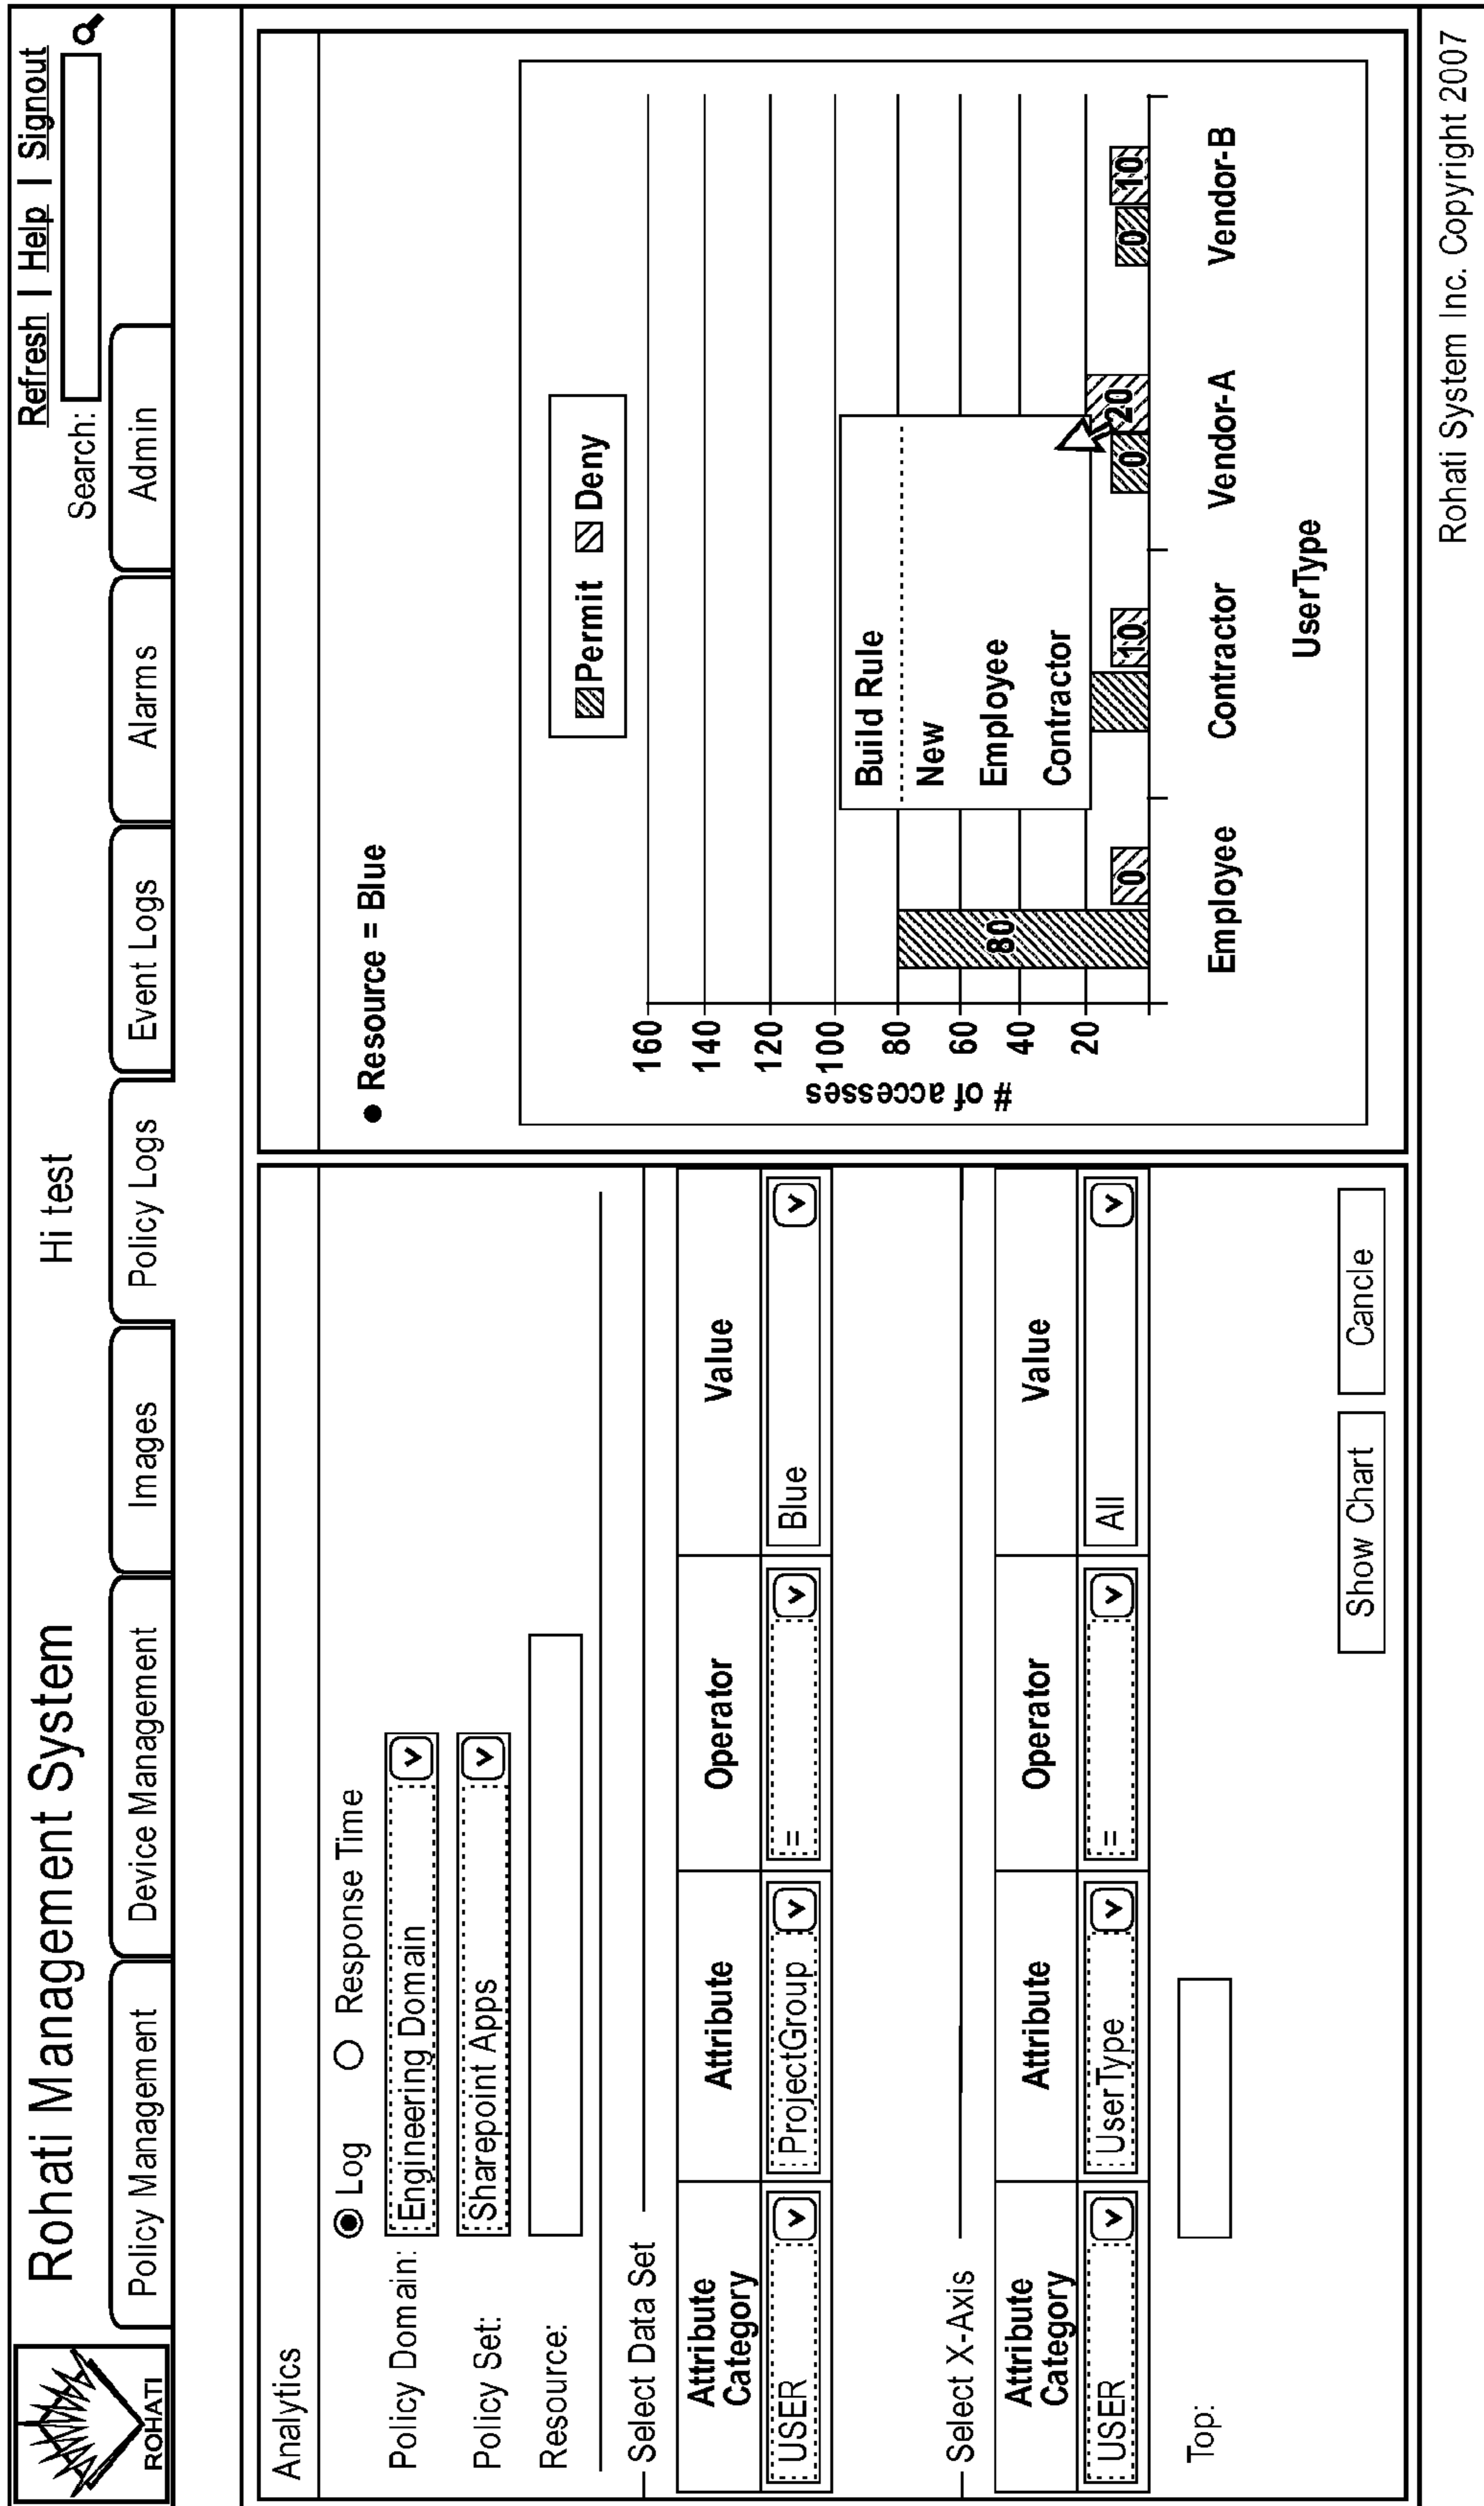 ROHATI
Rohati Management System
Hi test
Refresh | Help | Signout
Search:
Policy Management
Device Management
Images
Policy Logs
Event Logs
Alarms
Admin
Analytics
Log
Response Time
Policy Domain:
Engineering Domain
Policy Set:
Sharepoint Apps
Resource:
Select Data Set
Attribute Category
Attribute
Operator
Value
USER
ProjectGroup
=
Blue
Select X-Axis
Attribute Category
Attribute
Operator
Value
USER
UserType
=
All
Top:
Show Chart
Cancle
• Resource = Blue
Permit
Deny
# of accesses
160
140
120
100
80
60
40
20
80
0
10
0
20
0
10
Build Rule
New
Employee
Contractor
Employee
Contractor
Vendor-A
Vendor-B
UserType
Rohati System Inc. Copyright 2007